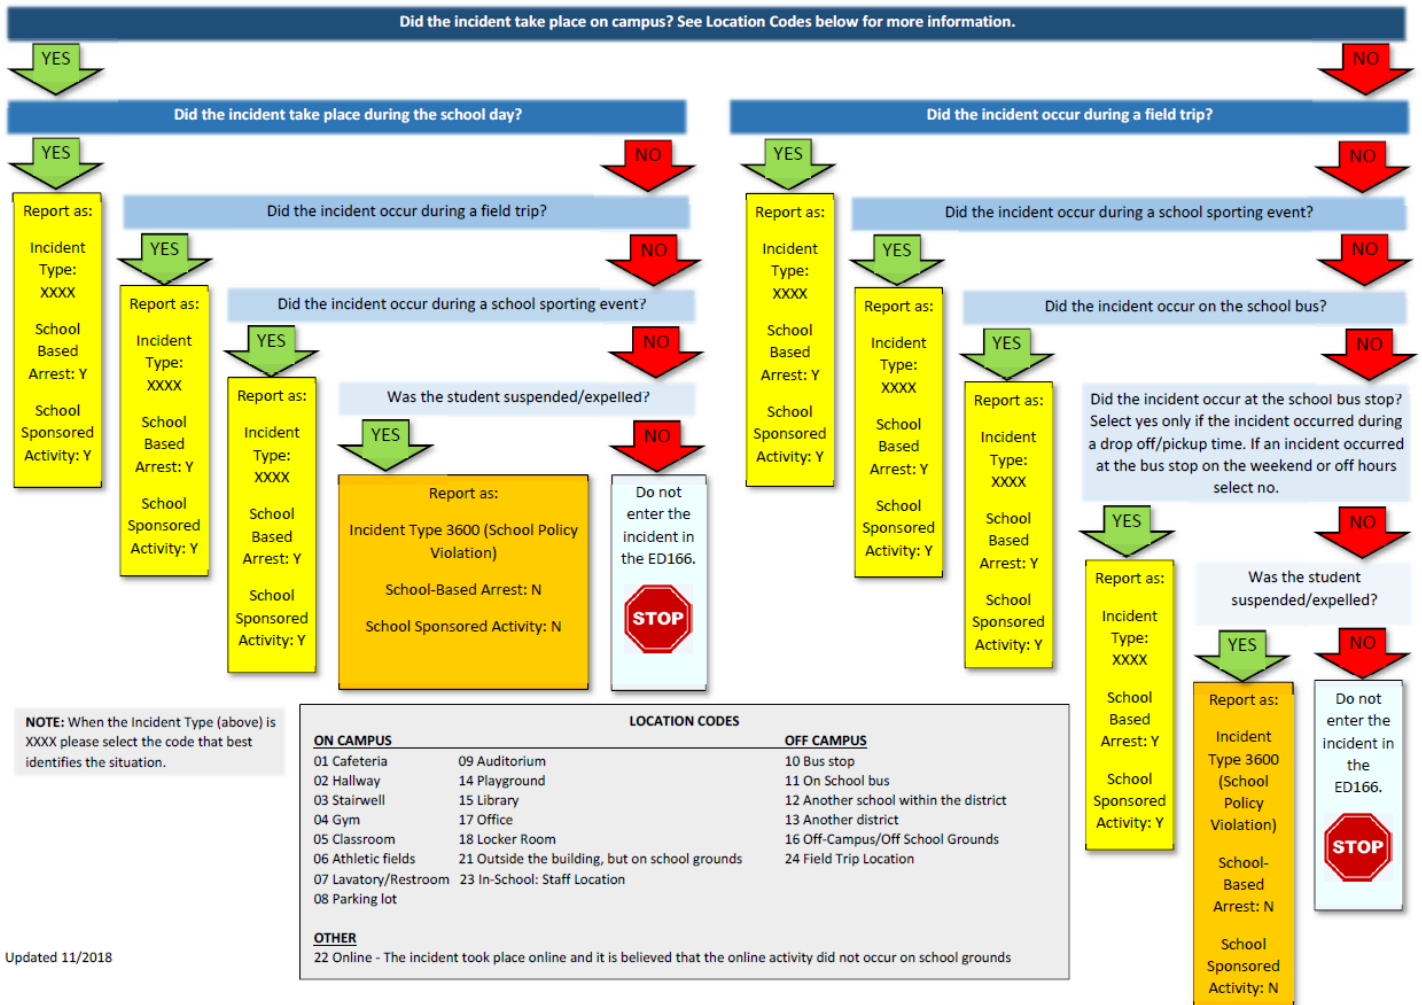 Did the incident take place on campus? See Location Codes below for more information.
YES
NO
Did the incident take place during the school day?
YES
NO
Report as:
Incident
Type:
XXXX
School
Based
Arrest: Y
School
Sponsored
Activity: Y
Did the incident occur during a field trip?
YES
NO
Report as:
Incident
Type:
XXXX
School
Based
Arrest: Y
School
Sponsored
Activity: Y
Did the incident occur during a school sporting event?
YES
NO
Report as:
Incident
Type:
XXXX
School
Based
Arrest: Y
School
Sponsored
Activity: Y
Was the student suspended/expelled?
YES
NO
Report as:
Incident Type 3600 (School Policy
Violation)
School-Based Arrest: N
School Sponsored Activity: N
Do not
enter the
incident in
the ED166.
STOP
Did the incident occur during a field trip?
YES
NO
Report as:
Incident
Type:
XXXX
School
Based
Arrest: Y
School
Sponsored
Activity: Y
Did the incident occur during a school sporting event?
YES
NO
Report as:
Incident
Type:
XXXX
School
Based
Arrest: Y
School
Sponsored
Activity: Y
Did the incident occur on the school bus?
YES
NO
Report as:
Incident
Type:
XXXX
School
Based
Arrest: Y
School
Sponsored
Activity: Y
Did the incident occur at the school bus stop?
Select yes only if the incident occurred during
a drop off/pickup time. If an incident occurred
at the bus stop on the weekend or off hours
select no.
YES
NO
Report as:
Incident
Type:
XXXX
School
Based
Arrest: Y
School
Sponsored
Activity: Y
Was the student
suspended/expelled?
YES
NO
Report as:
Incident
Type 3600
(School
Policy
Violation)
School-
Based
Arrest: N
School
Sponsored
Activity: N
Do not
enter the
incident in
the
ED166.
STOP
NOTE: When the Incident Type (above) is
XXXX please select the code that best
identifies the situation.
LOCATION CODES
ON CAMPUS
01 Cafeteria
02 Hallway
03 Stairwell
04 Gym
05 Classroom
06 Athletic fields
07 Lavatory/Restroom
08 Parking lot
09 Auditorium
14 Playground
15 Library
17 Office
18 Locker Room
21 Outside the building, but on school grounds
23 In-School: Staff Location
OFF CAMPUS
10 Bus stop
11 On School bus
12 Another school within the district
13 Another district
16 Off-Campus/Off School Grounds
24 Field Trip Location
OTHER
22 Online - The incident took place online and it is believed that the online activity did not occur on school grounds
Updated 11/2018